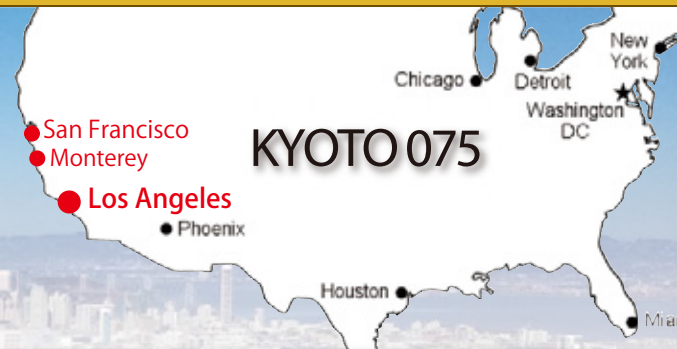 New
York
Chicago
Detroit
Washington
DC
San Francisco
Monterey
KYOTO 075
Los Angeles
Phoenix
Houston